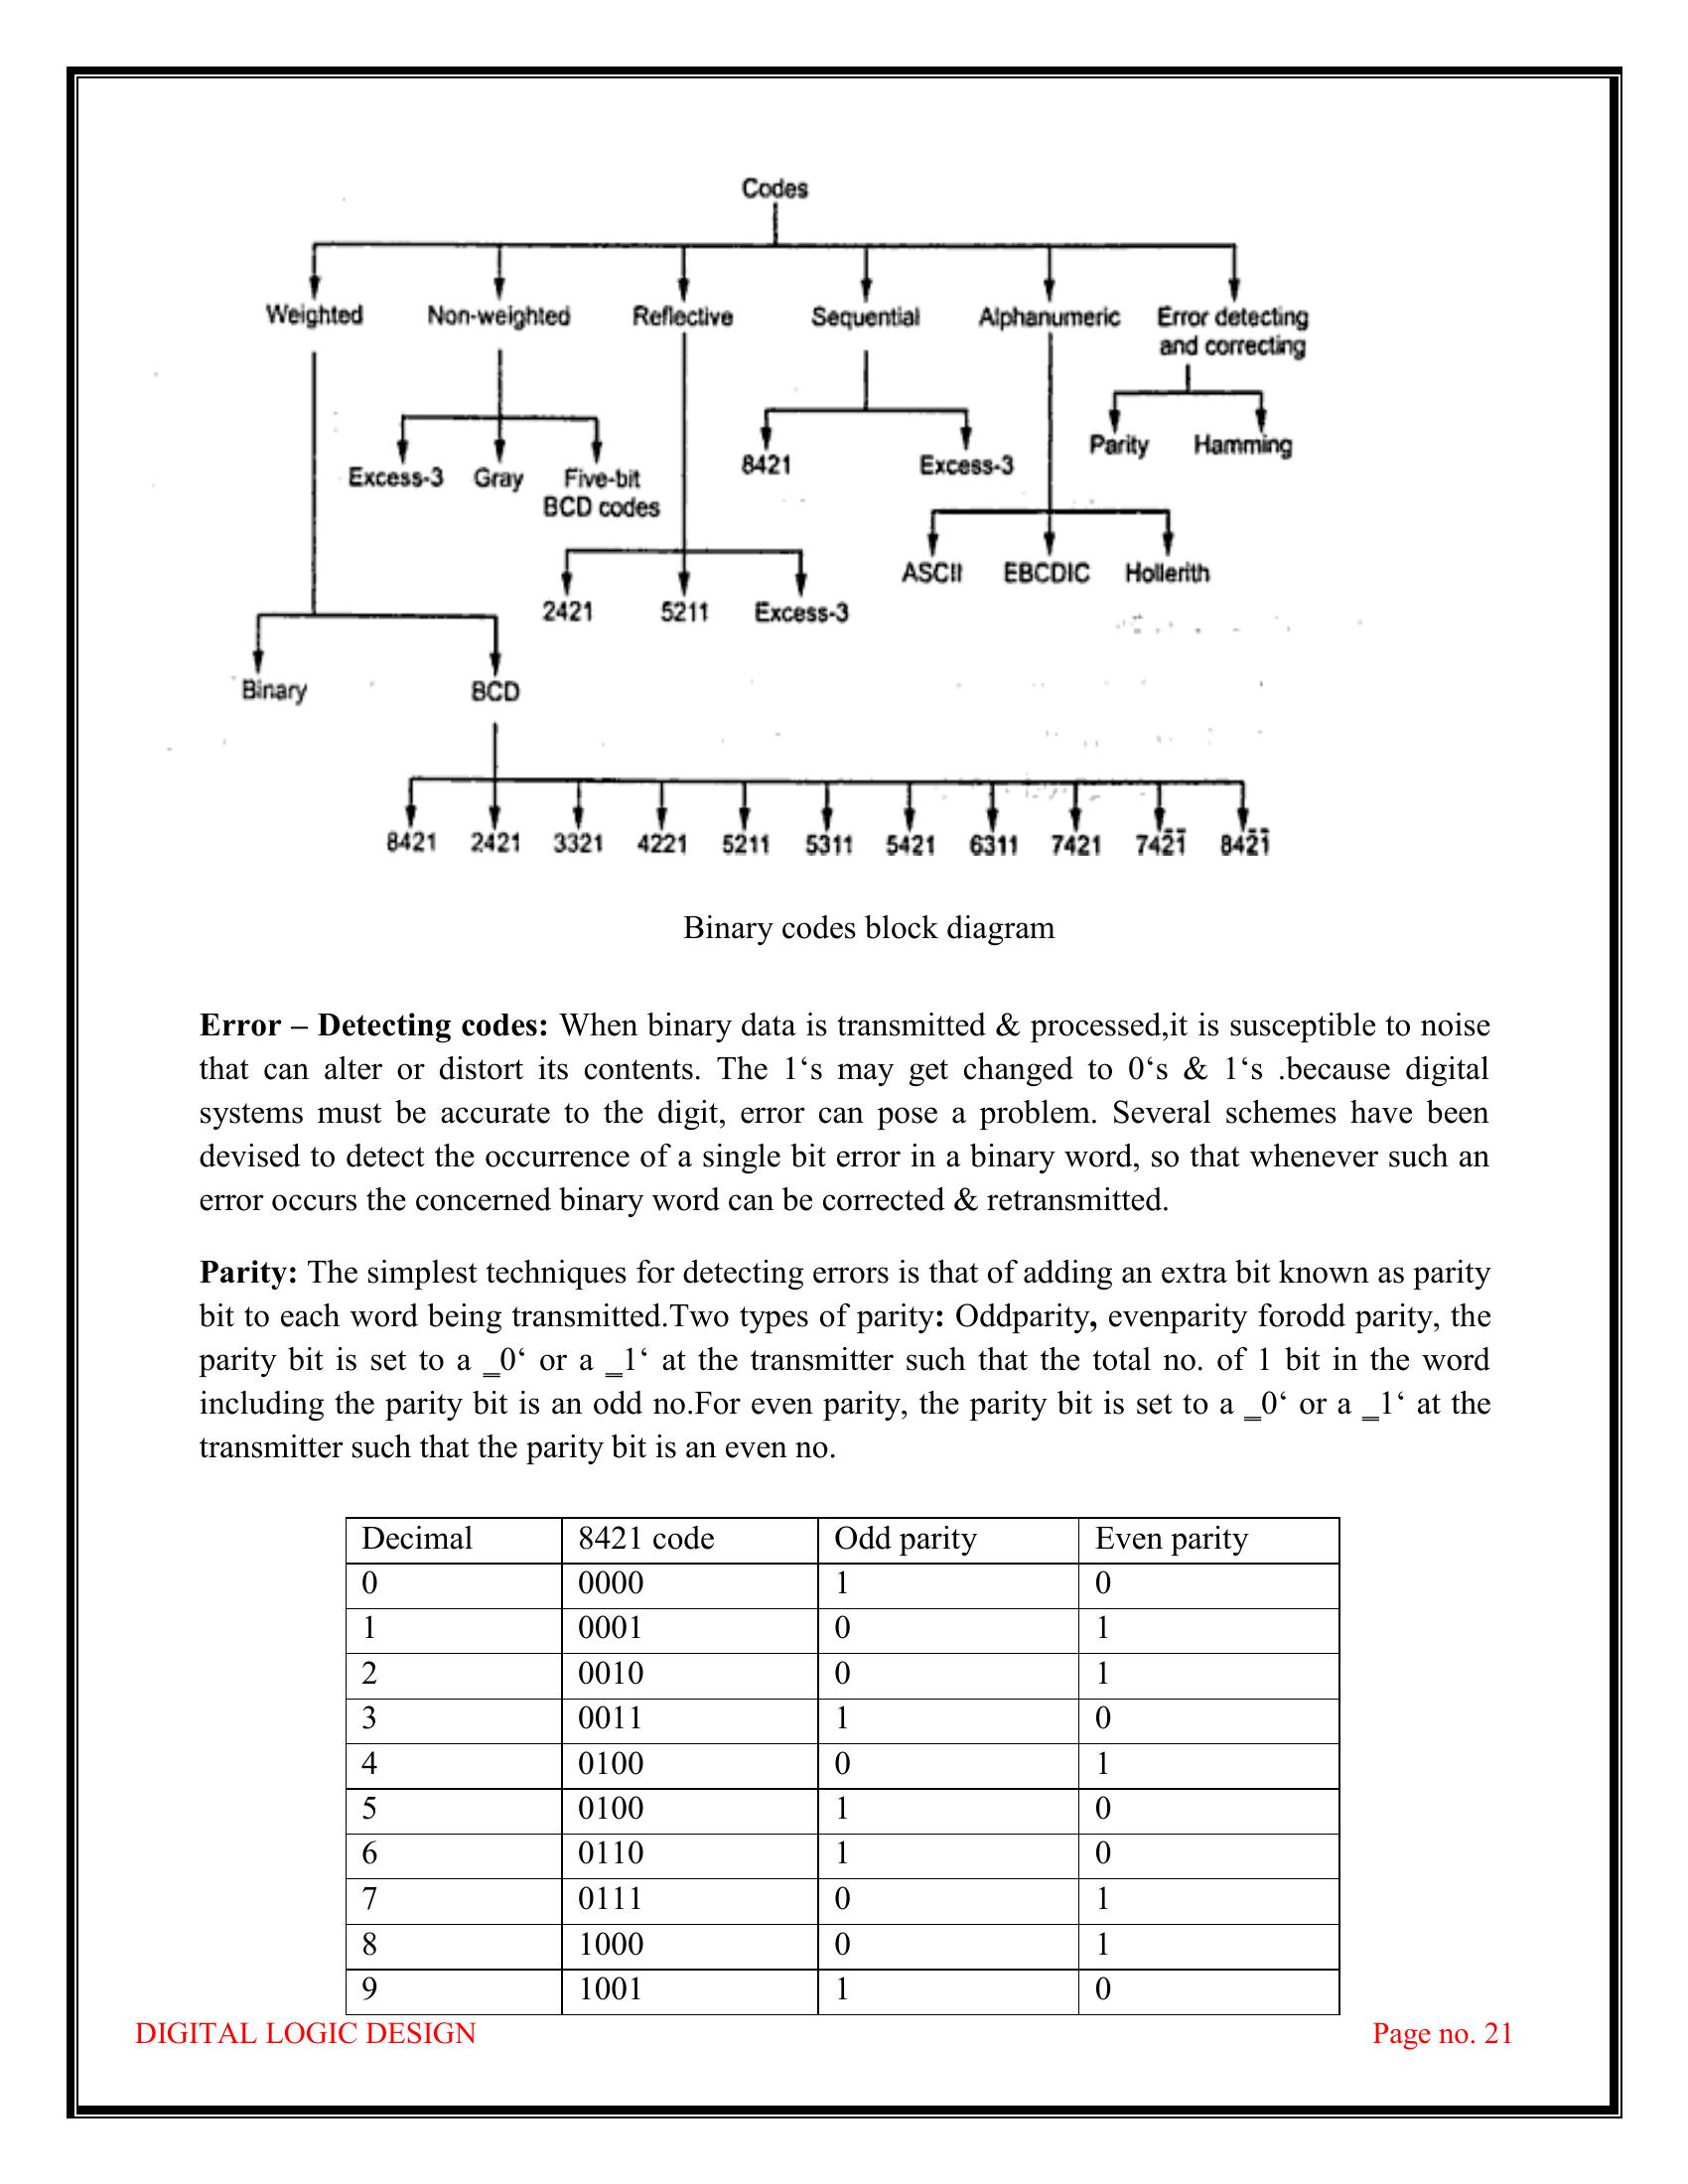 Codes
Weighted Non-weighted Reflective Sequential Alphanumeric Error detecting
and correcting
Parity Hamming
8421 Excess-3
Excess-3 Gray Five-bit
BCD codes
ASCII EBCDIC Hollerith
2421 5211 Excess-3
Binary BCD
8421 2421 3321 4221 5211 5311 5421 6311 7421 742̄1̄ 842̄1̄
Binary codes block diagram
Error – Detecting codes: When binary data is transmitted & processed,it is susceptible to noise
that can alter or distort its contents. The 1‘s may get changed to 0‘s & 1‘s .because digital
systems must be accurate to the digit, error can pose a problem. Several schemes have been
devised to detect the occurrence of a single bit error in a binary word, so that whenever such an
error occurs the concerned binary word can be corrected & retransmitted.
Parity: The simplest techniques for detecting errors is that of adding an extra bit known as parity
bit to each word being transmitted.Two types of parity: Oddparity, evenparity forodd parity, the
parity bit is set to a ‗0‘ or a ‗1‘ at the transmitter such that the total no. of 1 bit in the word
including the parity bit is an odd no.For even parity, the parity bit is set to a ‗0‘ or a ‗1‘ at the
transmitter such that the parity bit is an even no.
Decimal 8421 code Odd parity Even parity
0 0000 1 0
1 0001 0 1
2 0010 0 1
3 0011 1 0
4 0100 0 1
5 0100 1 0
6 0110 1 0
7 0111 0 1
8 1000 0 1
9 1001 1 0
DIGITAL LOGIC DESIGN Page no. 21